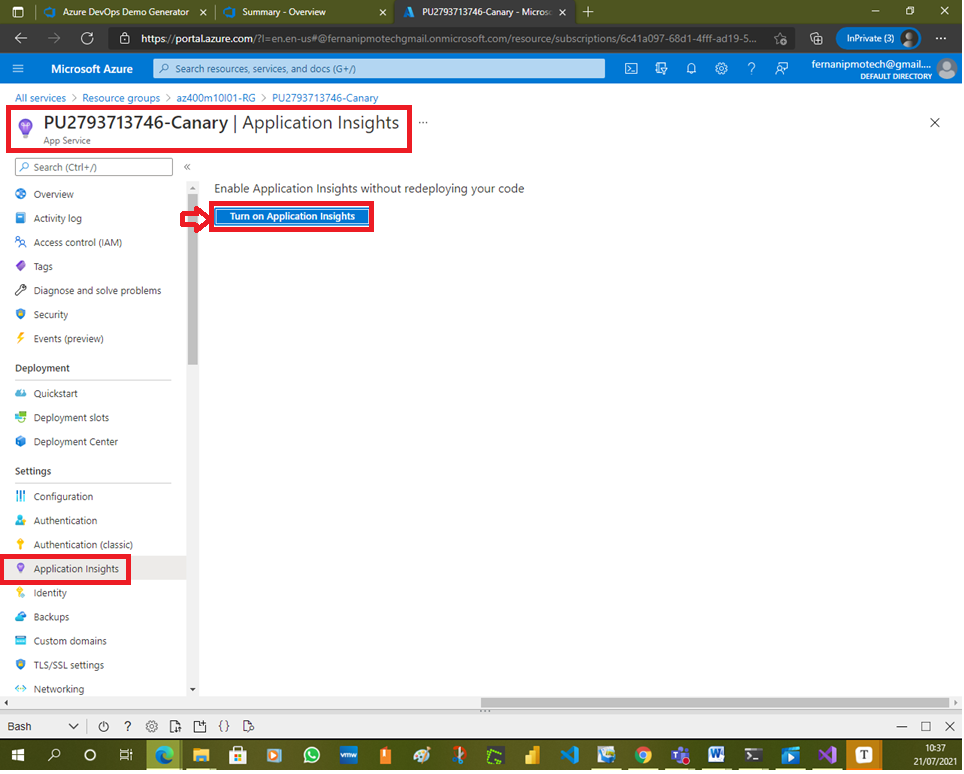 Azure DevOps Demo Generator
Summary - Overview
PU2793713746-Canary - Micros
https://portal.azure.com/?l=en.en-us#@fernanipmotechgmail.onmicrosoft.com/resource/subscriptions/6c41a097-68d1-4fff-ad19-5...
InPrivate (3)
Microsoft Azure
Search resources, services, and docs (G+/)
fernanipmotech@gmail....
DEFAULT DIRECTORY
All services > Resource groups > az400m10l01-RG > PU2793713746-Canary
PU2793713746-Canary | Application Insights
...
App Service
Search (Ctrl+/)
«
Enable Application Insights without redeploying your code
Turn on Application Insights
Overview
Activity log
Access control (IAM)
Tags
Diagnose and solve problems
Security
Events (preview)
Deployment
Quickstart
Deployment slots
Deployment Center
Settings
Configuration
Authentication
Authentication (classic)
Application Insights
Identity
Backups
Custom domains
TLS/SSL settings
Networking
Bash
?
{ }
vmw
T
10:37
21/07/2021